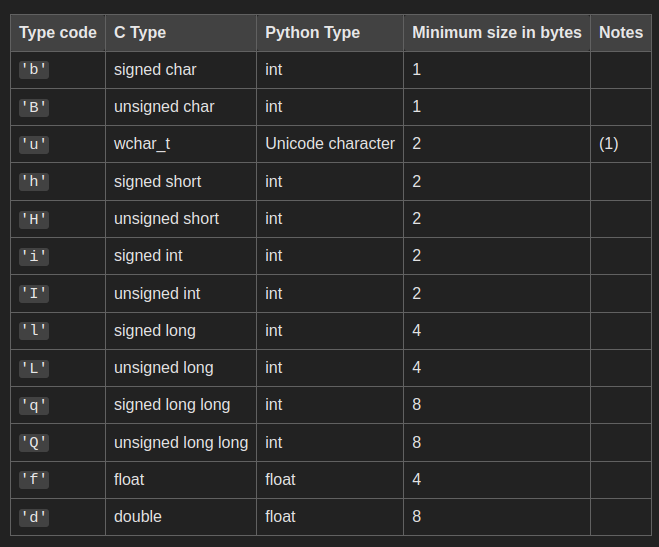 Type code C Type Python Type Minimum size in bytes Notes
'b' signed char int 1
'B' unsigned char int 1
'u' wchar_t Unicode character 2 (1)
'h' signed short int 2
'H' unsigned short int 2
'i' signed int int 2
'I' unsigned int int 2
'l' signed long int 4
'L' unsigned long int 4
'q' signed long long int 8
'Q' unsigned long long int 8
'f' float float 4
'd' double float 8